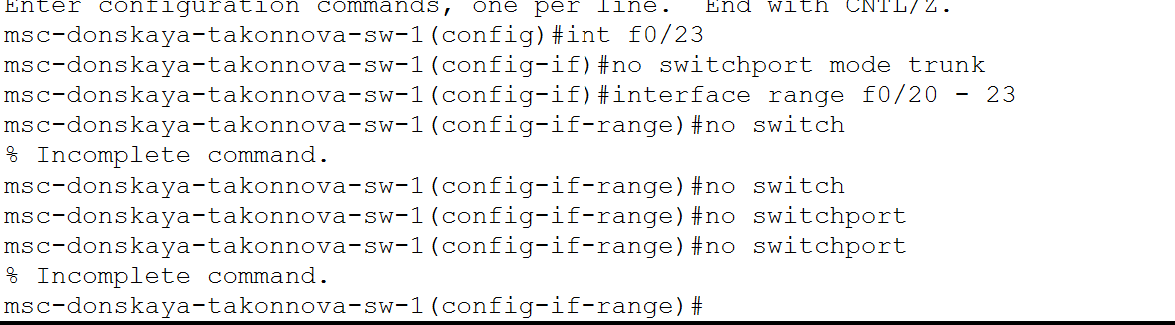 Enter configuration commands, one per line.  End with CNTL/Z.
msc-donskaya-takonnova-sw-1(config)#int f0/23
msc-donskaya-takonnova-sw-1(config-if)#no switchport mode trunk
msc-donskaya-takonnova-sw-1(config-if)#interface range f0/20 - 23
msc-donskaya-takonnova-sw-1(config-if-range)#no switch
% Incomplete command.
msc-donskaya-takonnova-sw-1(config-if-range)#no switch
msc-donskaya-takonnova-sw-1(config-if-range)#no switchport
msc-donskaya-takonnova-sw-1(config-if-range)#no switchport
% Incomplete command.
msc-donskaya-takonnova-sw-1(config-if-range)#